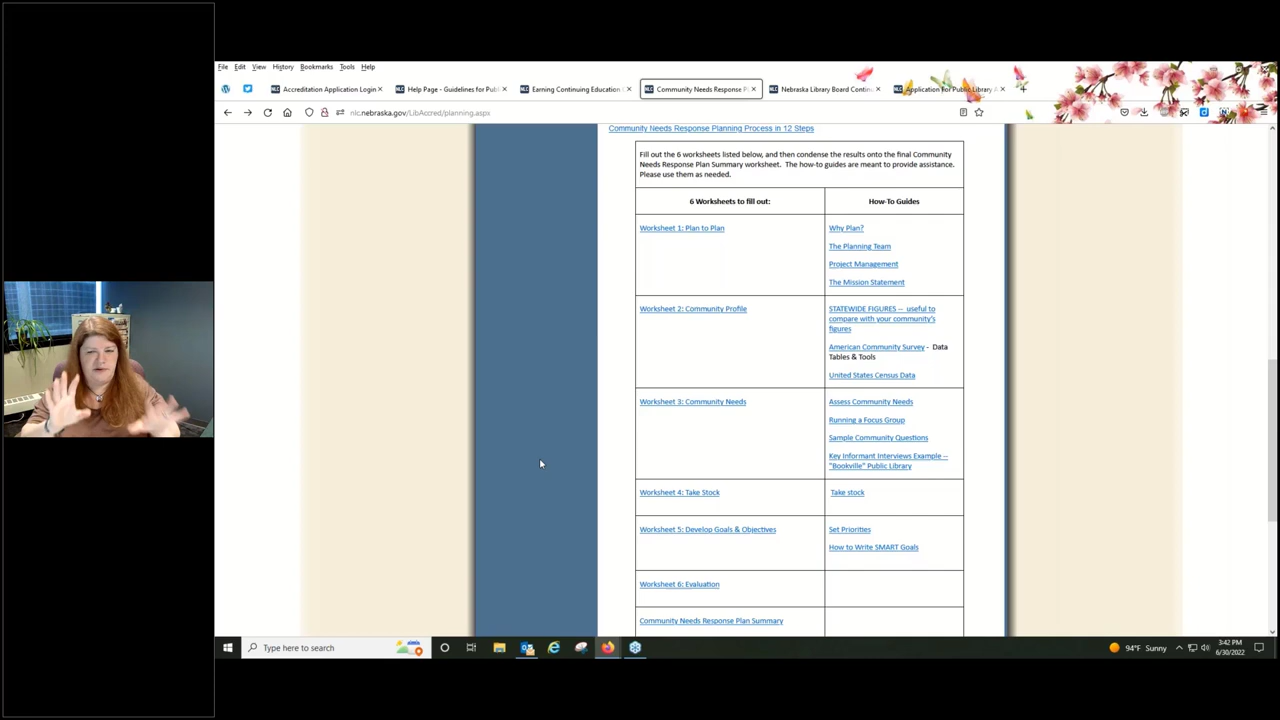 File Edit View History Bookmarks Tools Help
Accreditation Application Login
Help Page - Guidelines for Pub
Earning Continuing Education
Community Needs Response P
Nebraska Library Board Contin
Application For Public Library A
nlc.nebraska.gov/LibAccred/planning.aspx
Community Needs Response Planning Process in 12 Steps
Fill out the 6 worksheets listed below, and then condense the results onto the final Community
Needs Response Plan Summary worksheet. The how-to guides are meant to provide assistance.
Please use them as needed.
6 Worksheets to fill out:
How-To Guides
Worksheet 1: Plan to Plan
Why Plan?
The Planning Team
Project Management
The Mission Statement
Worksheet 2: Community Profile
STATEWIDE FIGURES -- useful to
compare with your community's
figures
American Community Survey - Data
Tables & Tools
United States Census Data
Worksheet 3: Community Needs
Assess Community Needs
Running a Focus Group
Sample Community Questions
Key Informant Interviews Example --
"Bookville" Public Library
Worksheet 4: Take Stock
Take stock
Worksheet 5: Develop Goals & Objectives
Set Priorities
How to Write SMART Goals
Worksheet 6: Evaluation
Community Needs Response Plan Summary
Type here to search
94°F Sunny
3:42 PM
6/30/2022